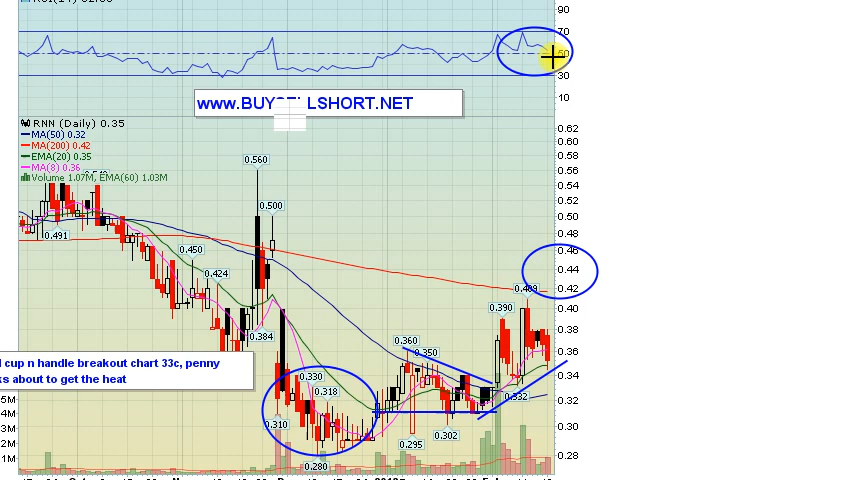 90
70
50
30
10
www.BUYSELLSHORT.NET
RNN (Daily) 0.35
MA(50) 0.32
MA(200) 0.42
EMA(20) 0.35
MA(8) 0.36
Volume 1.07M, EMA(60) 1.03M
0.62
0.60
0.58
0.56
0.54
0.52
0.50
0.48
0.46
0.44
0.42
0.40
0.38
0.36
0.34
0.32
0.30
0.28
0.560
0.500
0.491
0.450
0.424
0.384
0.409
0.390
0.360
0.350
0.330
0.318
0.332
0.310
0.302
0.295
0.280
cup n handle breakout chart 33c, penny
about to get the heat
5M
4M
3M
2M
1M